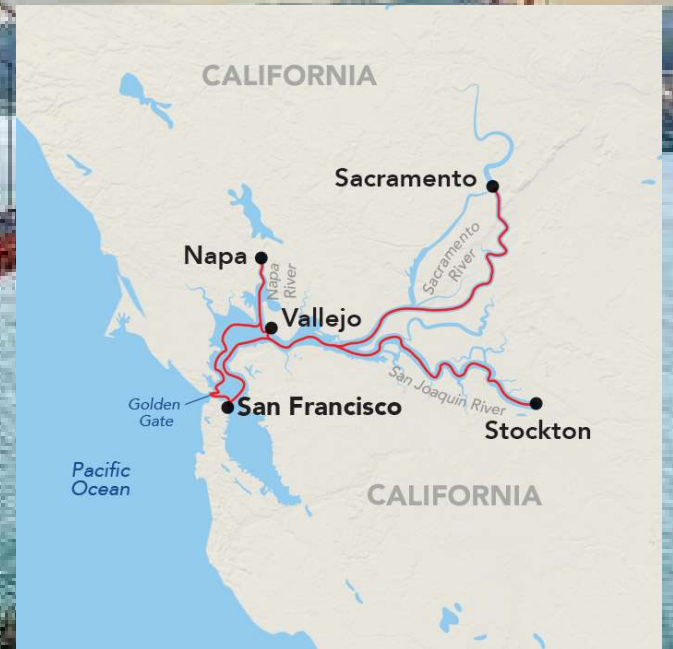 CALIFORNIA
Sacramento
Sacramento
River
Napa
Napa
River
Vallejo
San Joaquin River
Golden
Gate
San Francisco
Stockton
Pacific
Ocean
CALIFORNIA